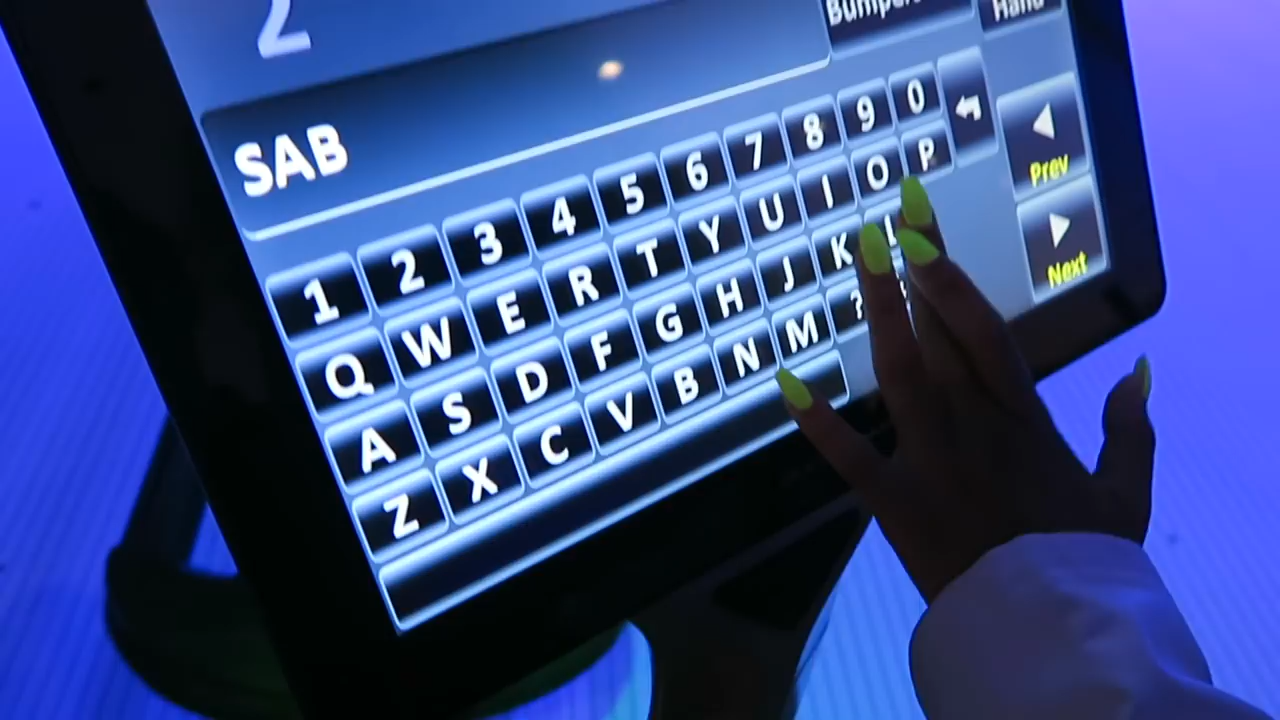 2
Bumpers
Hand
SAB
1 2 3 4 5 6 7 8 9 0
Q W E R T Y U I O P
Prev
A S D F G H J K L
Next
Z X C V B N M ?